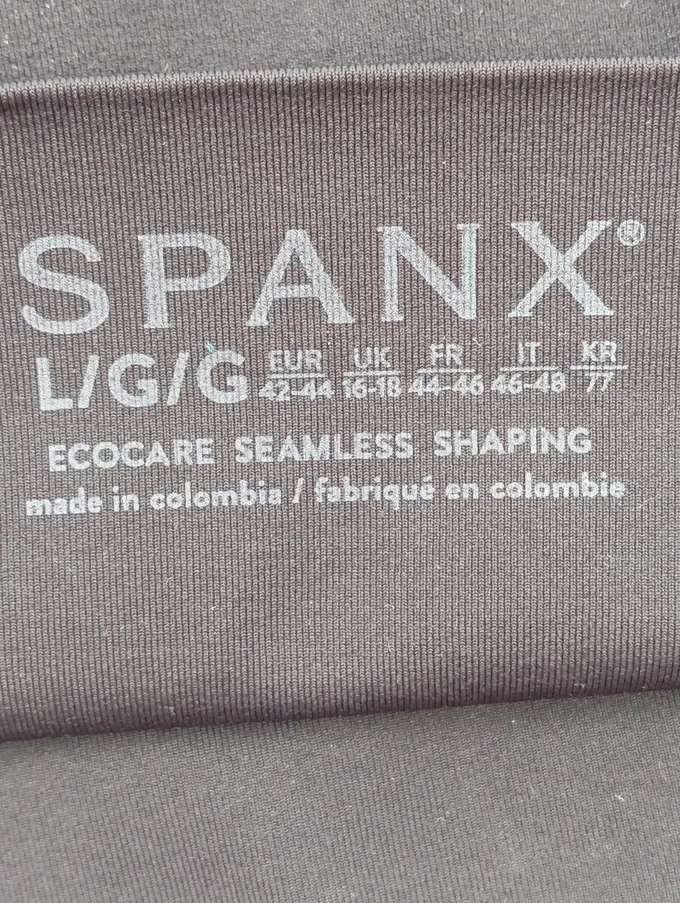 SPANX®
L/G/G EUR 42-44 UK 16-18 FR 44-46 IT 46-48 KR 77
ECOCARE SEAMLESS SHAPING
made in colombia / fabriqué en colombie